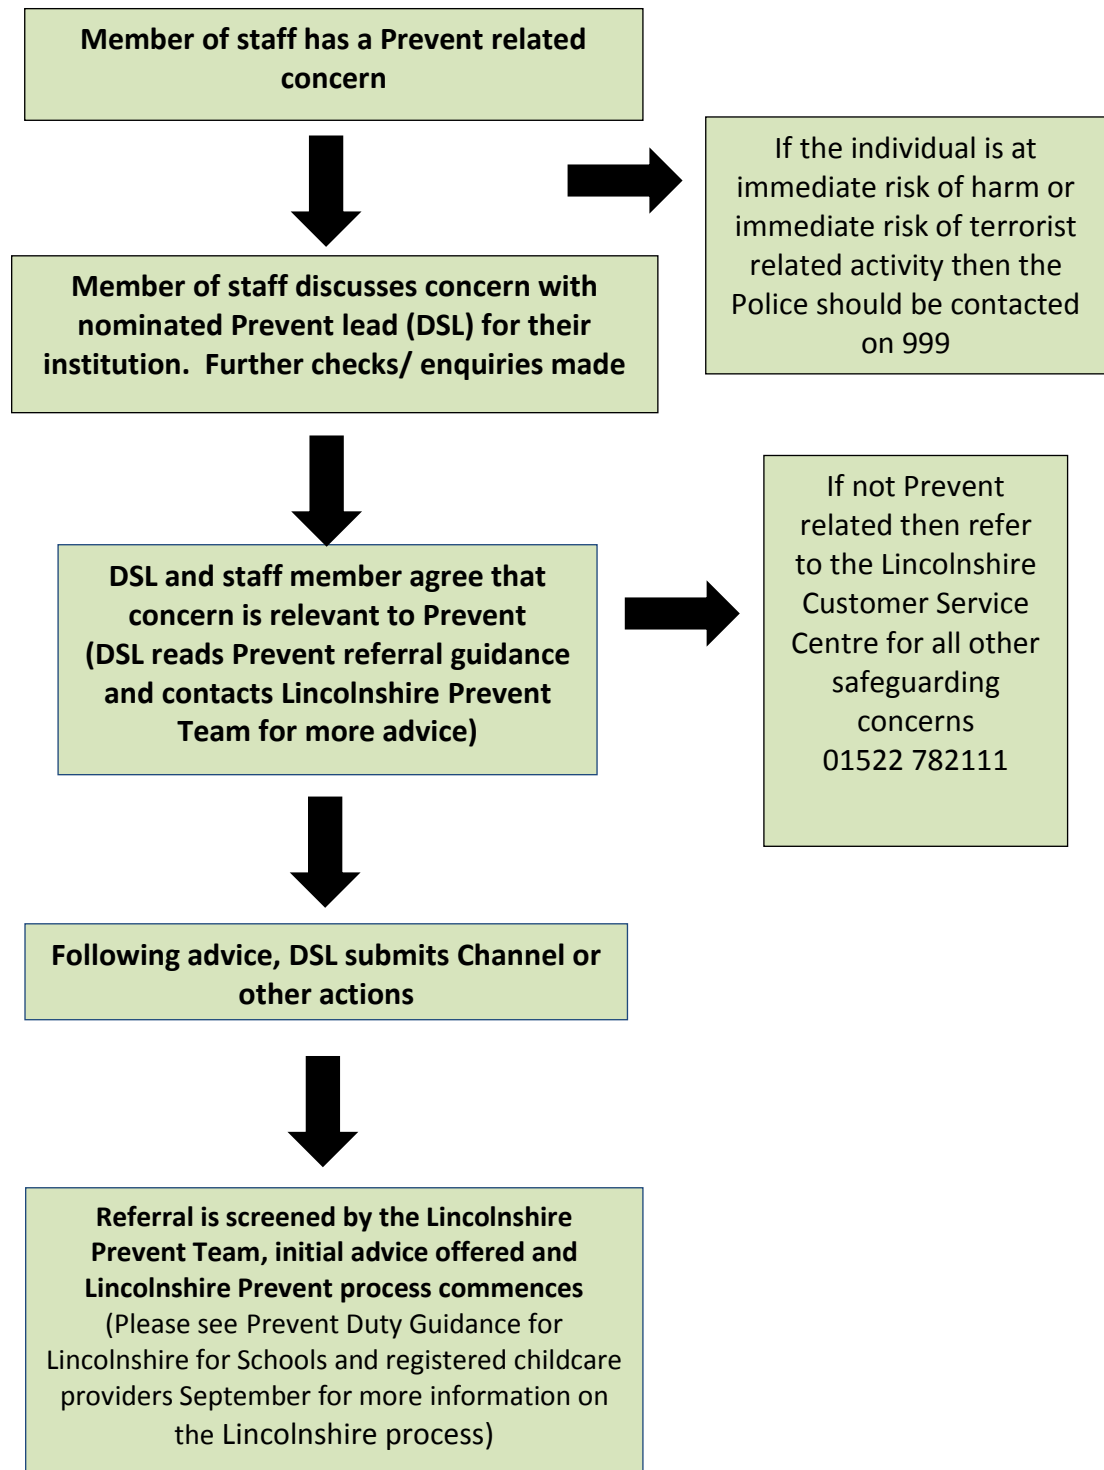 Member of staff has a Prevent related
concern
If the individual is at
immediate risk of harm or
immediate risk of terrorist
related activity then the
Police should be contacted
on 999
Member of staff discusses concern with
nominated Prevent lead (DSL) for their
institution.  Further checks/ enquiries made
DSL and staff member agree that
concern is relevant to Prevent
(DSL reads Prevent referral guidance
and contacts Lincolnshire Prevent
Team for more advice)
If not Prevent
related then refer
to the Lincolnshire
Customer Service
Centre for all other
safeguarding
concerns
01522 782111
Following advice, DSL submits Channel or
other actions
Referral is screened by the Lincolnshire
Prevent Team, initial advice offered and
Lincolnshire Prevent process commences
(Please see Prevent Duty Guidance for
Lincolnshire for Schools and registered childcare
providers September for more information on
the Lincolnshire process)